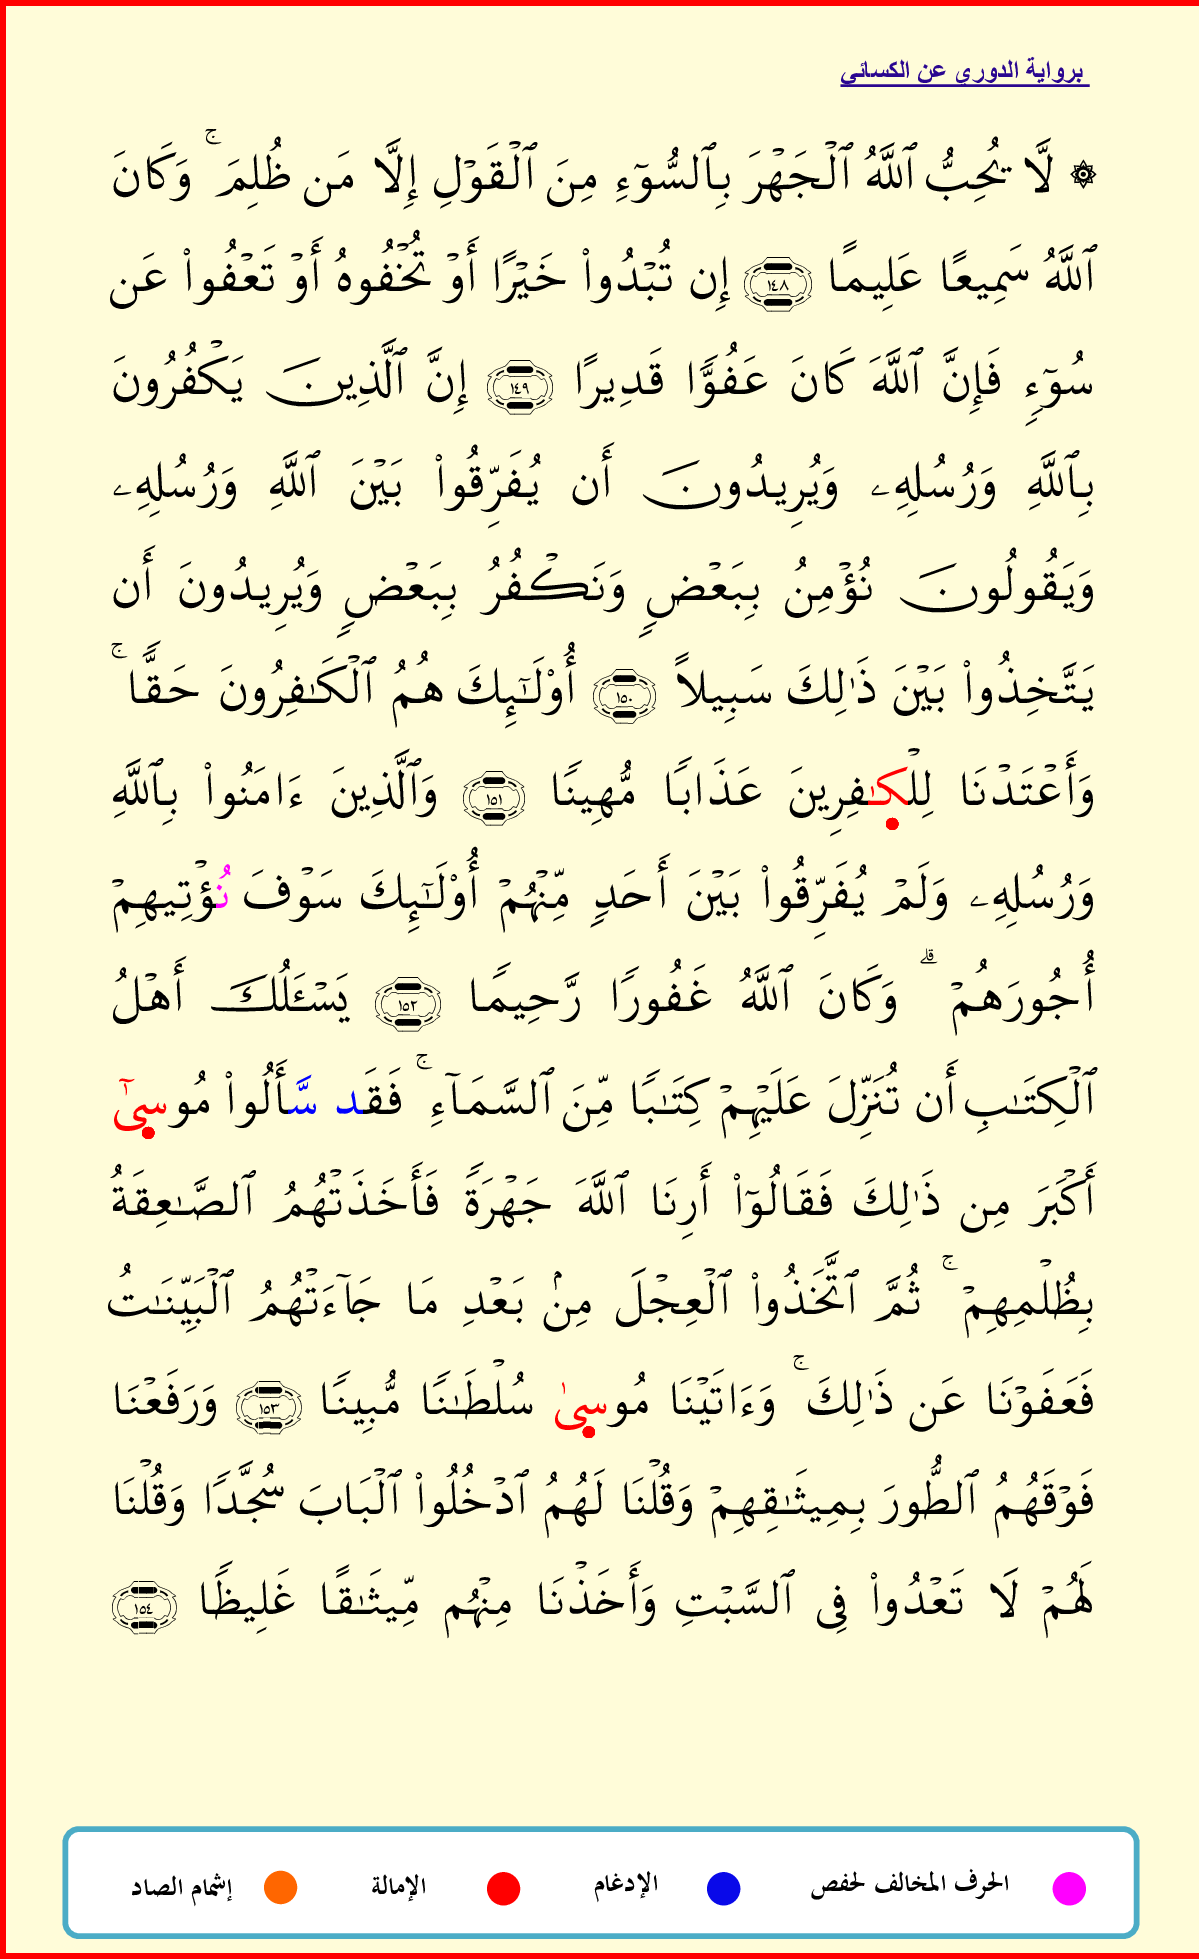 برواية الدوري عن الكسائي
۞ لَّا يُحِبُّ ٱللَّهُ ٱلۡجَهۡرَ بِٱلسُّوٓءِ مِنَ ٱلۡقَوۡلِ إِلَّا مَن ظُلِمَۚ وَكَانَ
ٱللَّهُ سَمِيعًا عَلِيمًا ١٤٨ إِن تُبۡدُواْ خَيۡرًا أَوۡ تُخۡفُوهُ أَوۡ تَعۡفُواْ عَن
سُوٓءٖ فَإِنَّ ٱللَّهَ كَانَ عَفُوّٗا قَدِيرًا ١٤٩ إِنَّ ٱلَّذِينَ يَكۡفُرُونَ
بِٱللَّهِ وَرُسُلِهِۦ وَيُرِيدُونَ أَن يُفَرِّقُواْ بَيۡنَ ٱللَّهِ وَرُسُلِهِۦ
وَيَقُولُونَ نُؤۡمِنُ بِبَعۡضٖ وَنَكۡفُرُ بِبَعۡضٖ وَيُرِيدُونَ أَن
يَتَّخِذُواْ بَيۡنَ ذَٰلِكَ سَبِيلًا ١٥٠ أُوْلَـٰٓئِكَ هُمُ ٱلۡكَـٰفِرُونَ حَقّٗاۚ
وَأَعۡتَدۡنَا لِلۡكَـٰفِرِينَ عَذَابٗا مُّهِينٗا ١٥١ وَٱلَّذِينَ ءَامَنُواْ بِٱللَّهِ
وَرُسُلِهِۦ وَلَمۡ يُفَرِّقُواْ بَيۡنَ أَحَدٖ مِّنۡهُمۡ أُوْلَـٰٓئِكَ سَوۡفَ نُؤۡتِيهِمۡ
أُجُورَهُمۡۗ وَكَانَ ٱللَّهُ غَفُورٗا رَّحِيمٗا ١٥٢ يَسۡـَٔلُكَ أَهۡلُ
ٱلۡكِتَـٰبِ أَن تُنَزِّلَ عَلَيۡهِمۡ كِتَـٰبٗا مِّنَ ٱلسَّمَآءِۚ فَقَد سَّأَلُواْ مُوسِىٰٓ
أَكۡبَرَ مِن ذَٰلِكَ فَقَالُوٓاْ أَرِنَا ٱللَّهَ جَهۡرَةٗ فَأَخَذَتۡهُمُ ٱلصَّـٰعِقَةُ
بِظُلۡمِهِمۡۚ ثُمَّ ٱتَّخَذُواْ ٱلۡعِجۡلَ مِنۢ بَعۡدِ مَا جَآءَتۡهُمُ ٱلۡبَيِّنَـٰتُ
فَعَفَوۡنَا عَن ذَٰلِكَۚ وَءَاتَيۡنَا مُوسِىٰ سُلۡطَـٰنٗا مُّبِينٗا ١٥٣ وَرَفَعۡنَا
فَوۡقَهُمُ ٱلطُّورَ بِمِيثَـٰقِهِمۡ وَقُلۡنَا لَهُمُ ٱدۡخُلُواْ ٱلۡبَابَ سُجَّدٗا وَقُلۡنَا
لَهُمۡ لَا تَعۡدُواْ فِى ٱلسَّبۡتِ وَأَخَذۡنَا مِنۡهُم مِّيثَـٰقًا غَلِيظٗا ١٥٤
الحرف المخالف لحفص الإدغام الإمالة إشمام الصاد